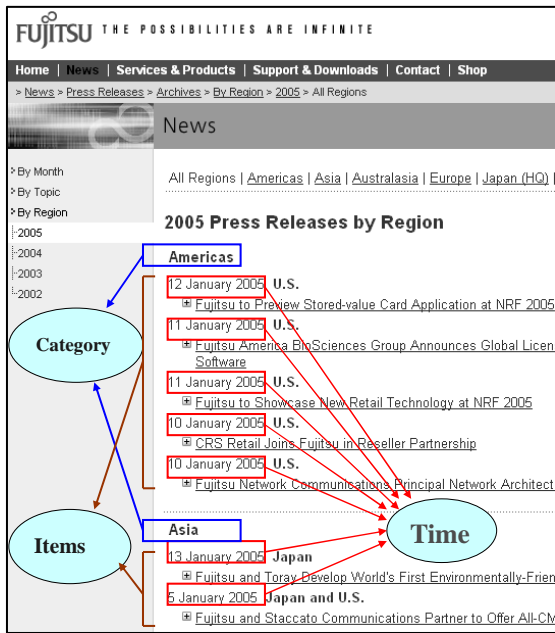 FUJITSU THE POSSIBILITIES ARE INFINITE
Home | News | Services & Products | Support & Downloads | Contact | Shop
> News > Press Releases > Archives > By Region > 2005 > All Regions
News
By Month
By Topic
By Region
2005
2004
2003
2002
All Regions | Americas | Asia | Australasia | Europe | Japan (HQ) |
2005 Press Releases by Region
Americas
12 January 2005 U.S.
Fujitsu to Preview Stored-value Card Application at NRF 2005
11 January 2005 U.S.
Fujitsu America BioSciences Group Announces Global Licen
Software
11 January 2005 U.S.
Fujitsu to Showcase New Retail Technology at NRF 2005
10 January 2005 U.S.
CRS Retail Joins Fujitsu in Reseller Partnership
10 January 2005 U.S.
Fujitsu Network Communications Principal Network Architect
Asia
13 January 2005 Japan
Fujitsu and Toray Develop World's First Environmentally-Frien
5 January 2005 Japan and U.S.
Fujitsu and Staccato Communications Partner to Offer All-CM
Category
Items
Time